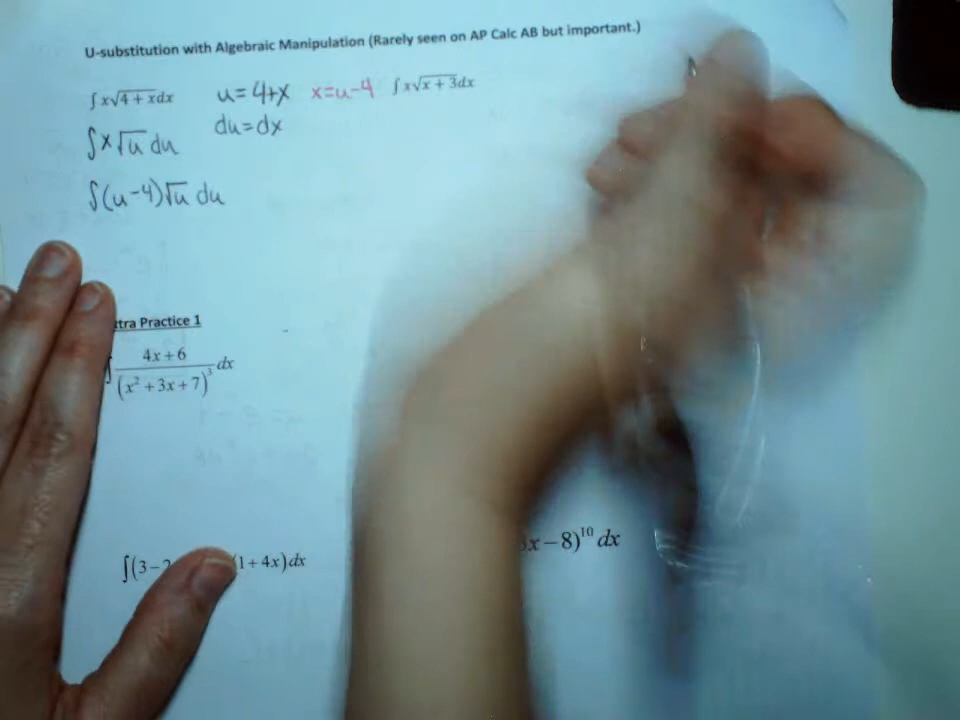 U-substitution with Algebraic Manipulation (Rarely seen on AP Calc AB but important.)
∫x√4+x dx u=4+x x=u-4 ∫x√x+3 dx
∫x√u du du=dx
∫(u-4)√u du
Practice 1
4x+6
(x²+3x+7)³ dx
x-8)¹⁰ dx
∫(3- 1+4x)dx